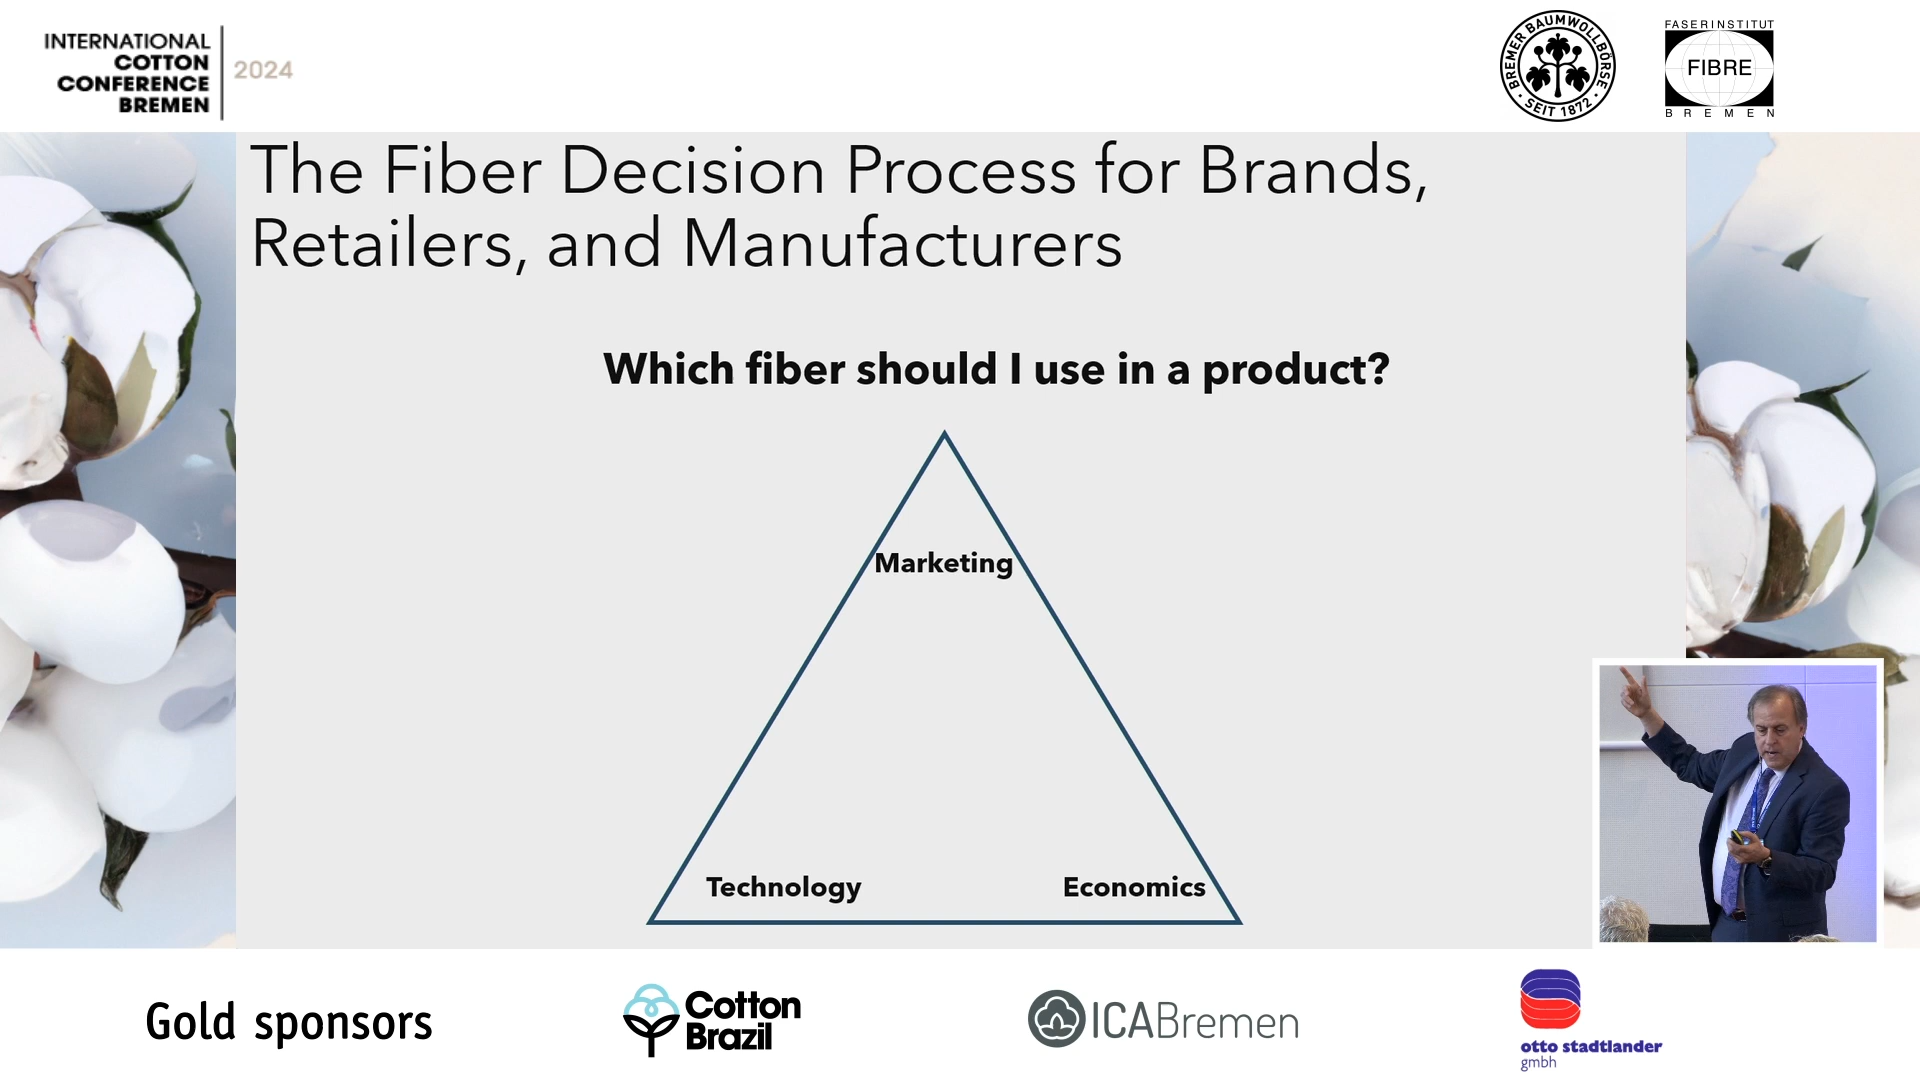 INTERNATIONAL
COTTON
CONFERENCE
BREMEN
2024
BREMER BAUMWOLLBÖRSE
· SEIT 1872 ·
FASERINSTITUT
FIBRE
BREMEN
The Fiber Decision Process for Brands,
Retailers, and Manufacturers
Which fiber should I use in a product?
Marketing
Technology
Economics
Gold sponsors
Cotton
Brazil
ICABremen
otto stadtlander
gmbh